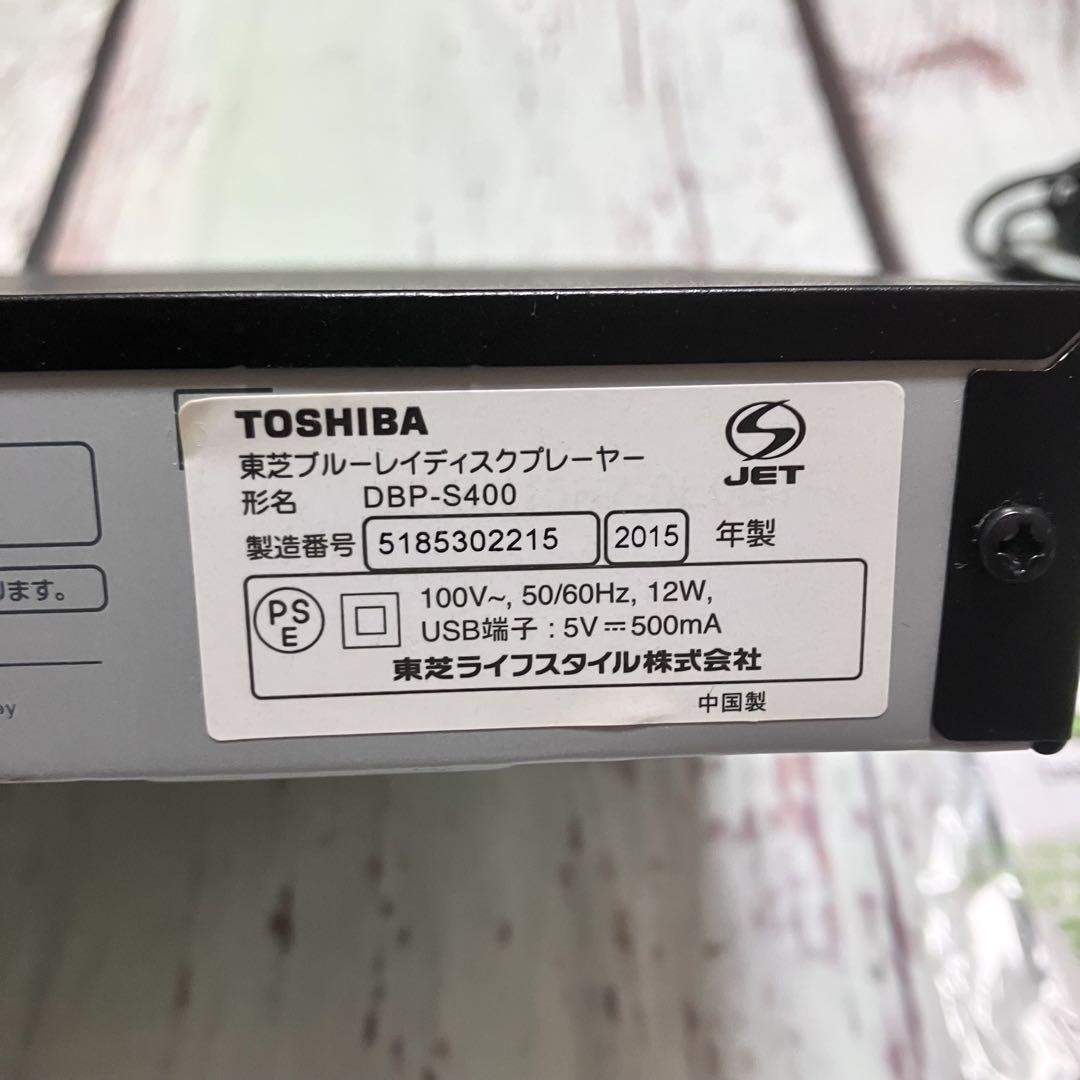 TOSHIBA
東芝ブルーレイディスクプレーヤー
形名 DBP-S400
製造番号 5185302215 2015 年製
PS
E
100V~, 50/60Hz, 12W,
USB端子 : 5V⎓500mA
東芝ライフスタイル株式会社
中国製
JET
ります。
ay